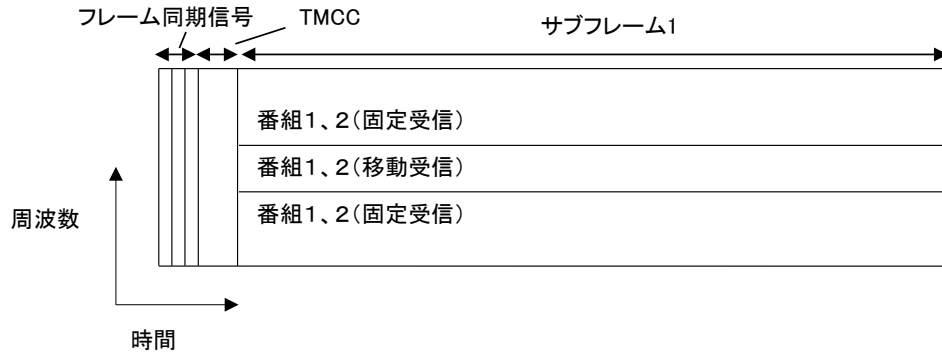 フレーム同期信号
TMCC
サブフレーム1
番組1、2(固定受信)
番組1、2(移動受信)
番組1、2(固定受信)
周波数
時間